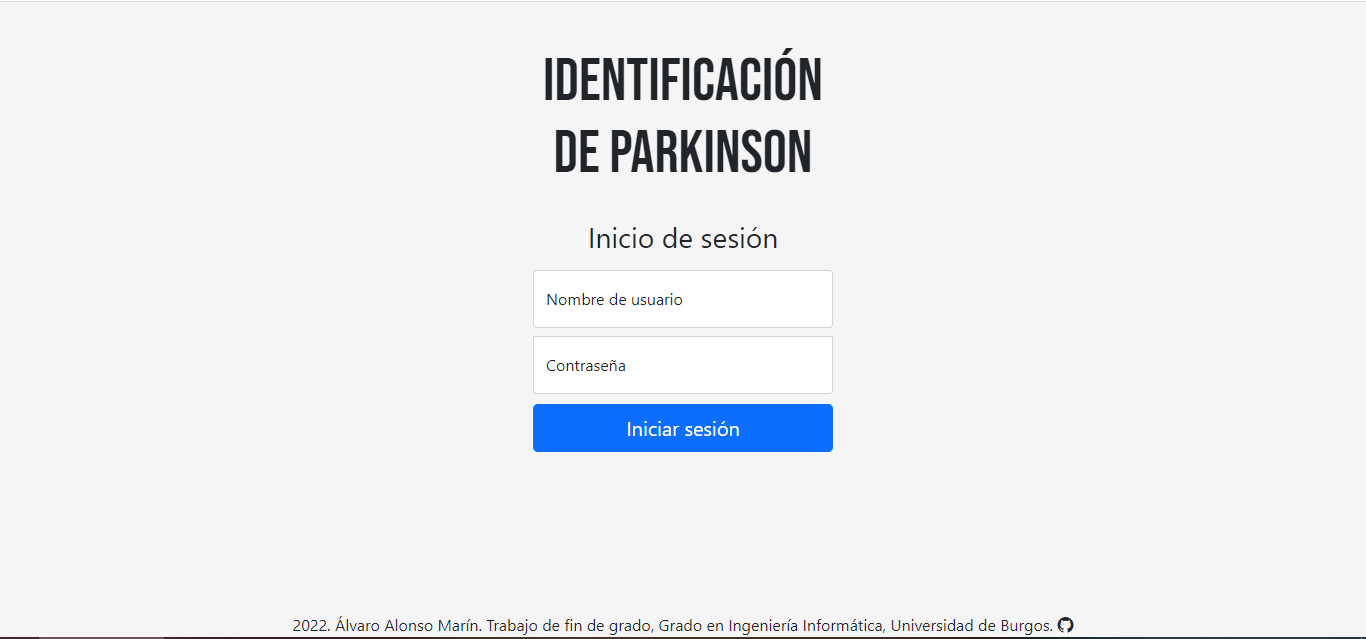 IDENTIFICACIÓN
DE PARKINSON
Inicio de sesión
Nombre de usuario
Contraseña
Iniciar sesión
2022. Álvaro Alonso Marín. Trabajo de fin de grado, Grado en Ingeniería Informática, Universidad de Burgos.